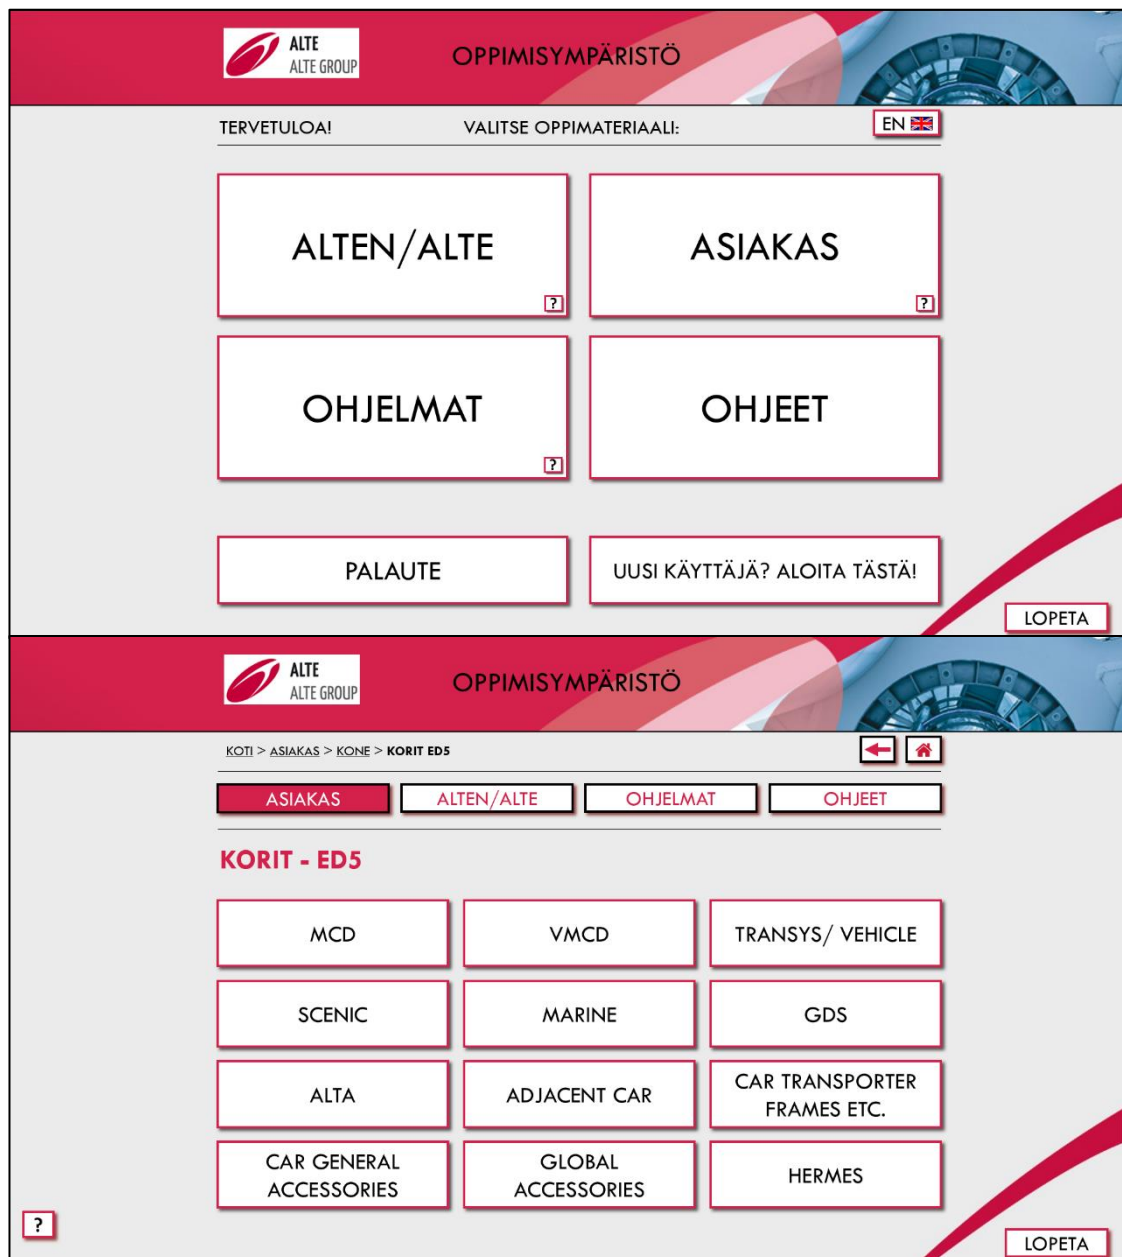 ALTE
ALTE GROUP
OPPIMISYMPÄRISTÖ
TERVETULOA!
VALITSE OPPIMATERIAALI:
EN
ALTEN/ALTE
?
ASIAKAS
?
OHJELMAT
?
OHJEET
PALAUTE
UUSI KÄYTTÄJÄ? ALOITA TÄSTÄ!
LOPETA
ALTE
ALTE GROUP
OPPIMISYMPÄRISTÖ
KOTI > ASIAKAS > KONE > KORIT ED5
ASIAKAS
ALTEN/ALTE
OHJELMAT
OHJEET
KORIT - ED5
MCD
VMCD
TRANSYS/ VEHICLE
SCENIC
MARINE
GDS
ALTA
ADJACENT CAR
CAR TRANSPORTER
FRAMES ETC.
CAR GENERAL
ACCESSORIES
GLOBAL
ACCESSORIES
HERMES
?
LOPETA